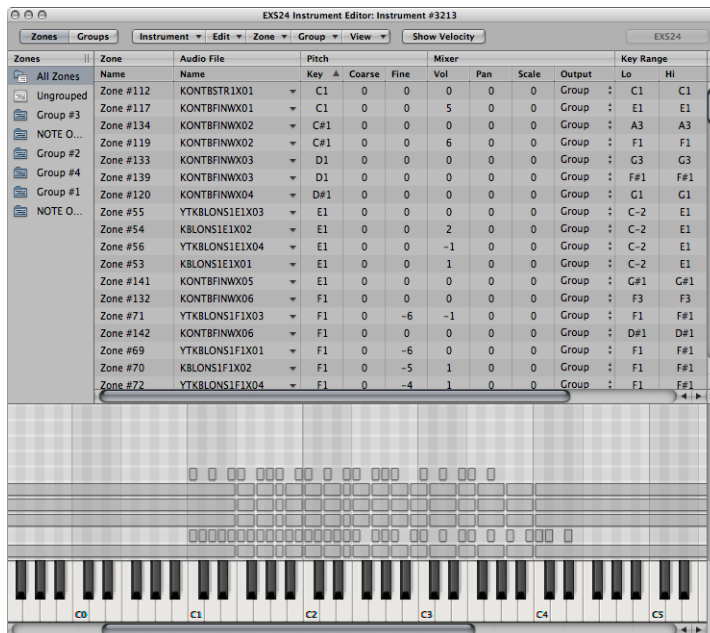 EXS24 Instrument Editor: Instrument #3213
Zones Groups Instrument Edit Zone Group View Show Velocity EXS24
Zones Zone Audio File Pitch Mixer Key Range
All Zones Name Name Key Coarse Fine Vol Pan Scale Output Lo Hi
Ungrouped
Group #3
NOTE O...
Group #2
Group #4
Group #1
NOTE O...
Zone #112 KONTBSTR1X01 C1 0 0 0 0 0 Group C1 C1
Zone #117 KONTBFINWX01 C1 0 0 5 0 0 Group E1 E1
Zone #134 KONTBFINWX02 C#1 0 0 0 0 0 Group A3 A3
Zone #119 KONTBFINWX02 C#1 0 0 6 0 0 Group F1 F1
Zone #133 KONTBFINWX03 D1 0 0 0 0 0 Group G3 G3
Zone #139 KONTBFINWX03 D1 0 0 0 0 0 Group F#1 F#1
Zone #120 KONTBFINWX04 D#1 0 0 0 0 0 Group G1 G1
Zone #55 YTKBLONS1E1X03 E1 0 0 0 0 0 Group C-2 E1
Zone #54 KBLONS1E1X02 E1 0 0 2 0 0 Group C-2 E1
Zone #56 YTKBLONS1E1X04 E1 0 0 -1 0 0 Group C-2 E1
Zone #53 KBLONS1E1X01 E1 0 0 1 0 0 Group C-2 E1
Zone #141 KONTBFINWX05 E1 0 0 0 0 0 Group G#1 G#1
Zone #132 KONTBFINWX06 F1 0 0 0 0 0 Group F3 F3
Zone #71 YTKBLONS1F1X03 F1 0 -6 -1 0 0 Group F1 F#1
Zone #142 KONTBFINWX06 F1 0 0 0 0 0 Group D#1 D#1
Zone #69 YTKBLONS1F1X01 F1 0 -6 0 0 0 Group F1 F#1
Zone #70 KBLONS1F1X02 F1 0 -5 1 0 0 Group F1 F#1
Zone #72 YTKBLONS1F1X04 F1 0 -4 1 0 0 Group F1 F#1
C0 C1 C2 C3 C4 C5